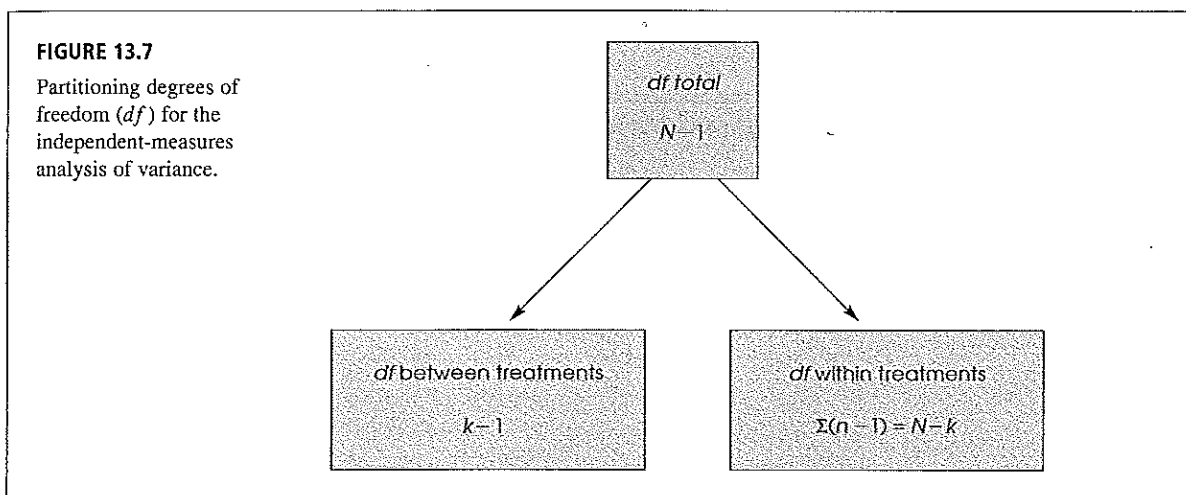 FIGURE 13.7
Partitioning degrees of
freedom (df) for the
independent-measures
analysis of variance.
df total
N−1
df between treatments
k−1
df within treatments
Σ(n − 1) = N−k